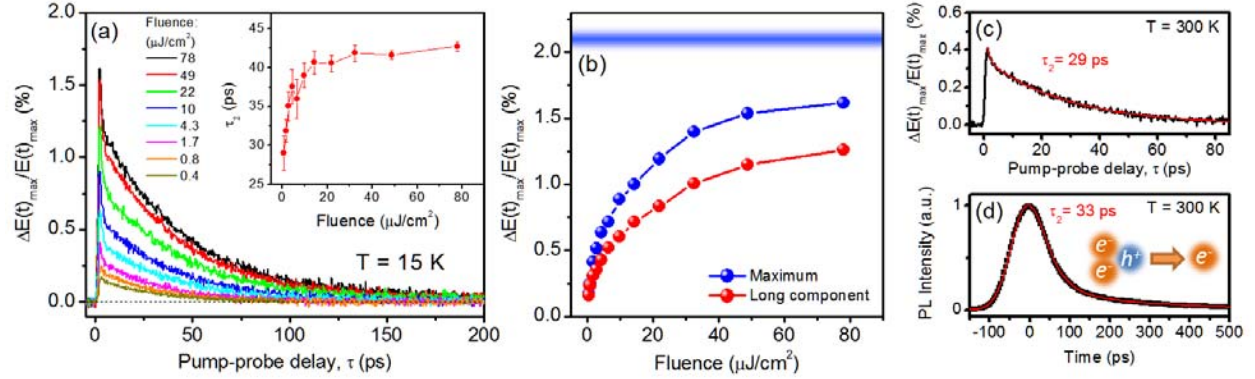 (a)
Fluence:
(μJ/cm²)
78
49
22
10
4.3
1.7
0.8
0.4
2.0
1.5
1.0
0.5
0.0
ΔE(t)max/E(t)max (%)
0
50
100
150
200
Pump-probe delay, τ (ps)
T = 15 K
45
40
35
30
25
τ2 (ps)
0
20
40
60
80
Fluence (μJ/cm²)
(b)
2.0
1.5
1.0
0.5
0.0
ΔE(t)max/E(t)max (%)
Maximum
Long component
0
20
40
60
80
Fluence (μJ/cm²)
(c)
T = 300 K
τ2= 29 ps
0.6
0.4
0.2
0.0
ΔE(t)max/E(t)max (%)
0
20
40
60
80
Pump-probe delay, τ (ps)
(d)
τ2= 33 ps
T = 300 K
e-
e-
h+
e-
1
0
PL Intensity (a.u.)
-100
0
100
200
300
400
500
Time (ps)